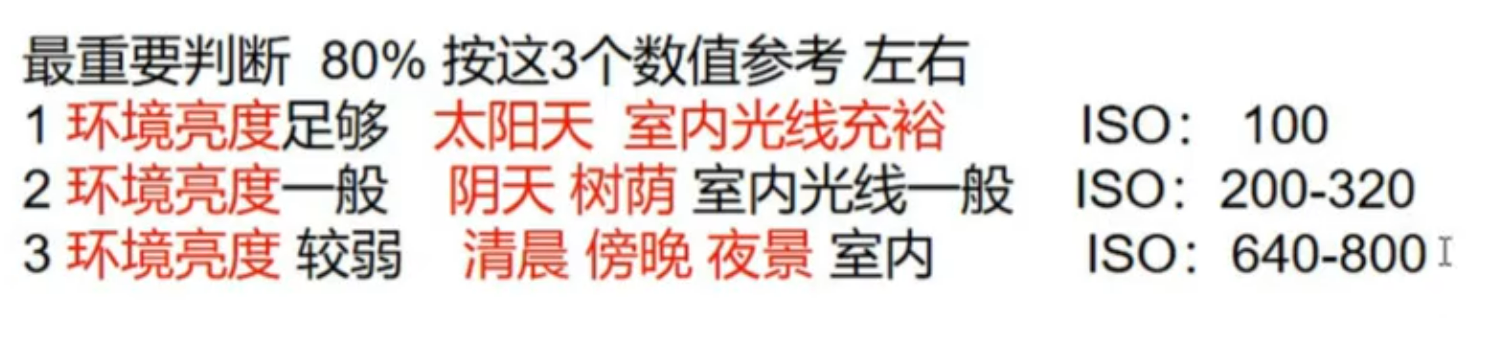 最重要判断 80% 按这3个数值参考 左右
1 环境亮度足够 太阳天 室内光线充裕 ISO： 100
2 环境亮度一般 阴天 树荫 室内光线一般 ISO：200-320
3 环境亮度 较弱 清晨 傍晚 夜景 室内 ISO：640-800